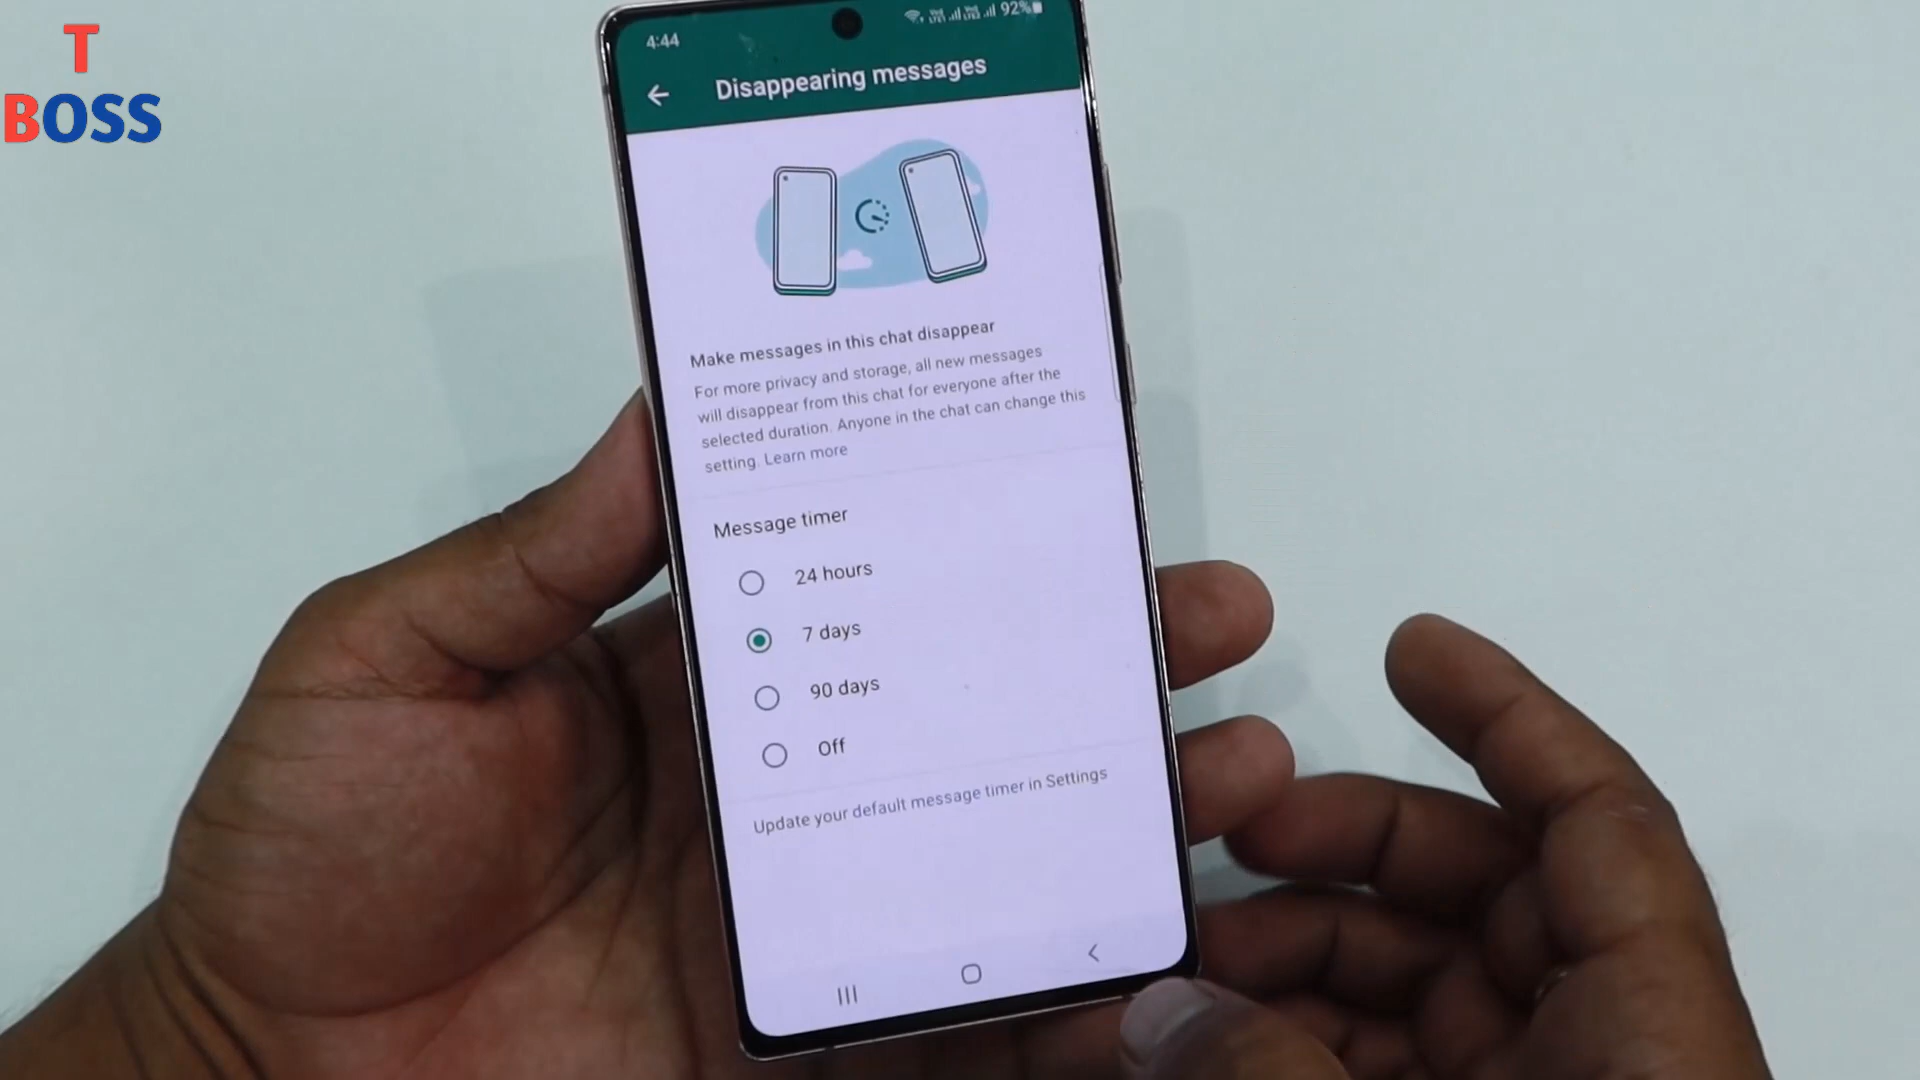 T
BOSS
4:44
92%
Disappearing messages
Make messages in this chat disappear
For more privacy and storage, all new messages
will disappear from this chat for everyone after the
selected duration. Anyone in the chat can change this
setting. Learn more
Message timer
24 hours
7 days
90 days
Off
Update your default message timer in Settings